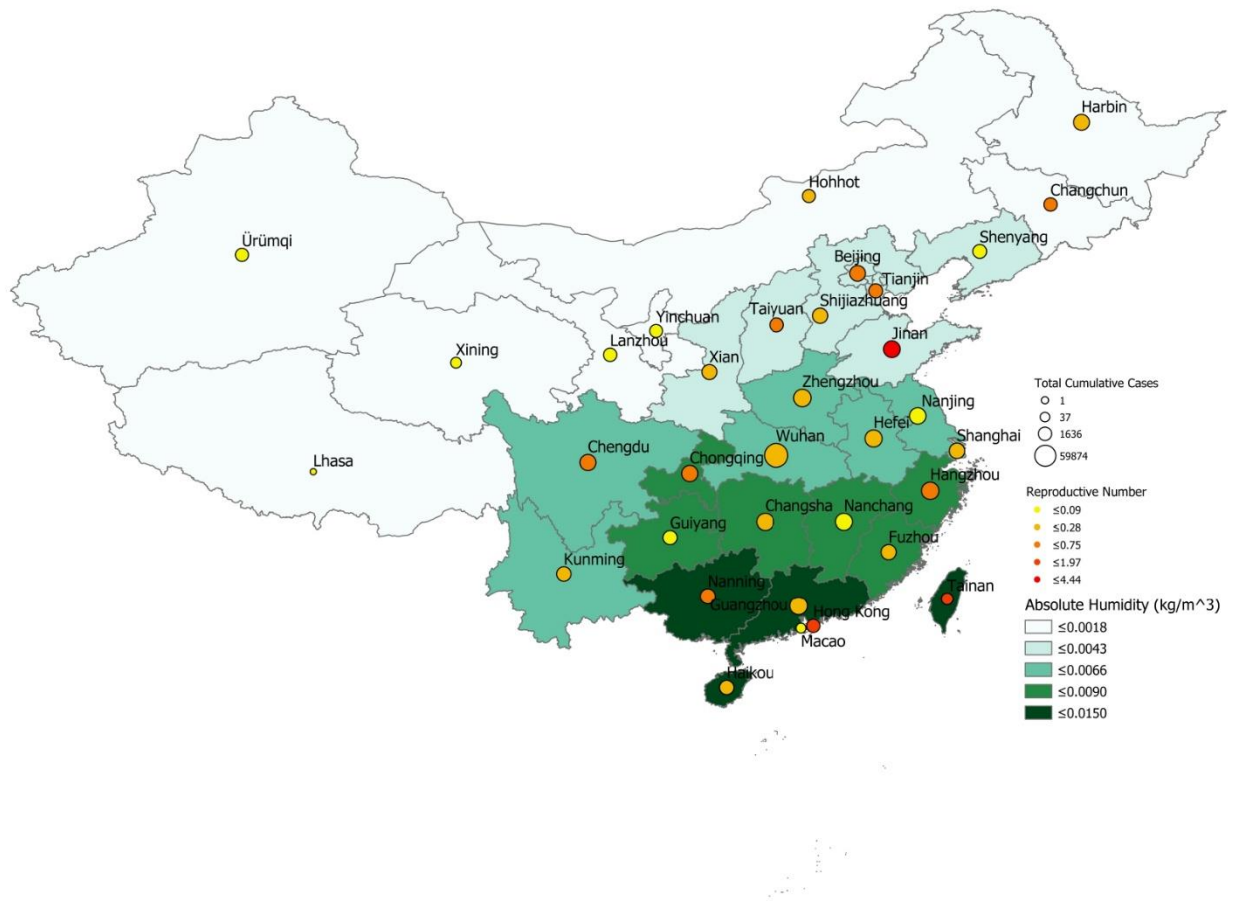 Harbin
Hohhot
Changchun
Ürümqi
Shenyang
Beijing
Tianjin
Yinchuan
Taiyuan
Shijiazhuang
Lanzhou
Xining
Xian
Jinan
Zhengzhou
Nanjing
Hefei
Wuhan
Shanghai
Chengdu
Chongqing
Lhasa
Hangzhou
Changsha
Nanchang
Guiyang
Fuzhou
Kunming
Nanning
Guangzhou
Hong Kong
Tainan
Macao
Haikou
Total Cumulative Cases
1
37
1636
59874
Reproductive Number
≤0.09
≤0.28
≤0.75
≤1.97
≤4.44
Absolute Humidity (kg/m^3)
≤0.0018
≤0.0043
≤0.0066
≤0.0090
≤0.0150